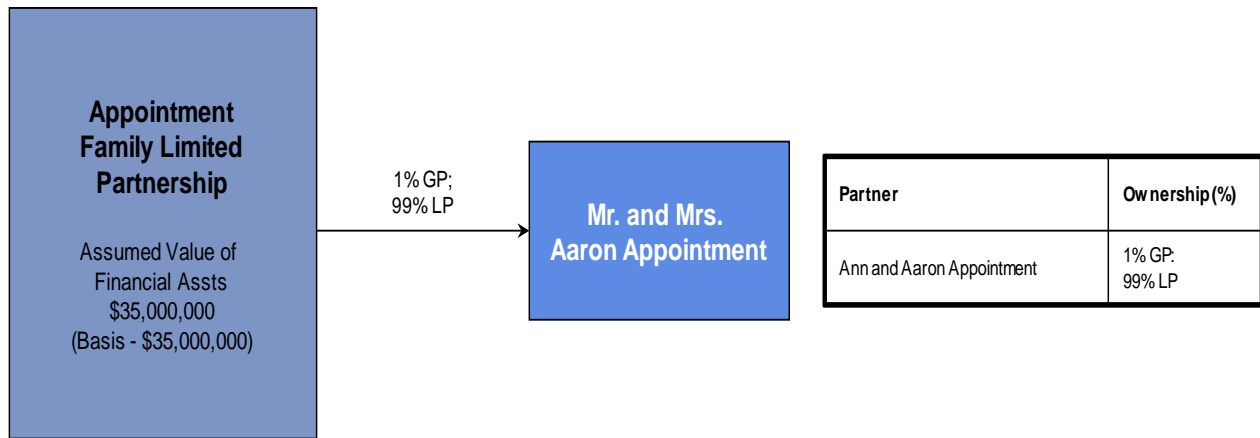 Appointment
Family Limited
Partnership
Assumed Value of
Financial Assts
$35,000,000
(Basis - $35,000,000)
1% GP;
99% LP
Mr. and Mrs.
Aaron Appointment
Partner Ownership (%)
Ann and Aaron Appointment 1% GP:
99% LP